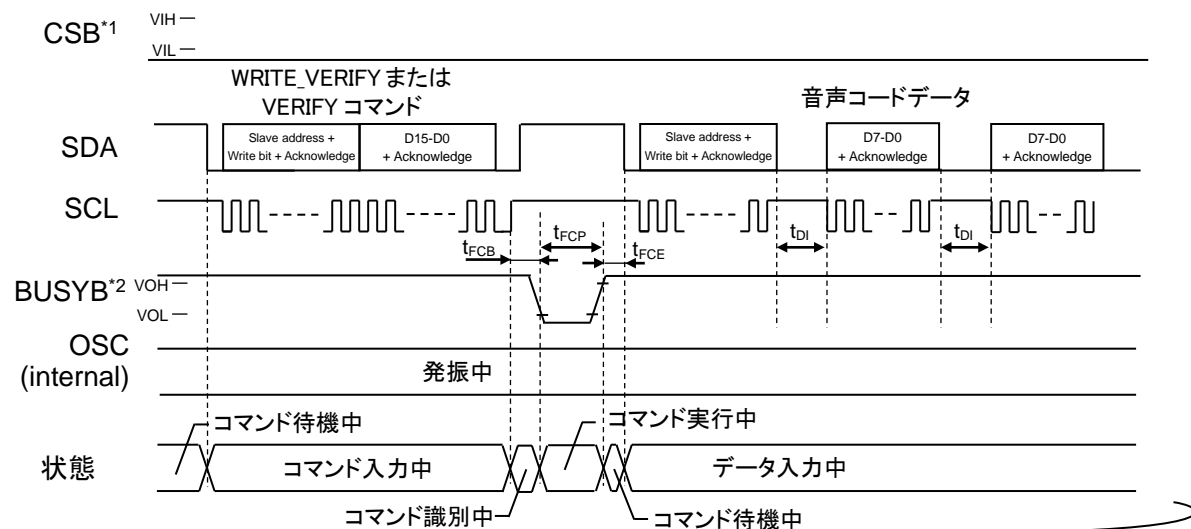 CSB*1
VIH
VIL
WRITE_VERIFY または
VERIFY コマンド
音声コードデータ
SDA
Slave address +
Write bit + Acknowledge
D15-D0
+ Acknowledge
Slave address +
Write bit + Acknowledge
D7-D0
+ Acknowledge
D7-D0
+ Acknowledge
SCL
tFCB
tFCP
tFCE
tDI
tDI
BUSYB*2
VOH
VOL
OSC
(internal)
発振中
コマンド待機中
コマンド実行中
状態
コマンド入力中
データ入力中
コマンド識別中
コマンド待機中